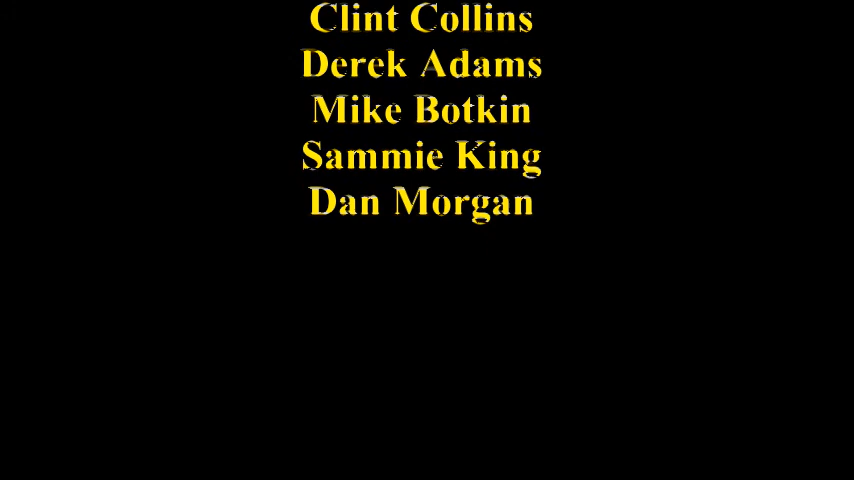 Clint Collins
Derek Adams
Mike Botkin
Sammie King
Dan Morgan